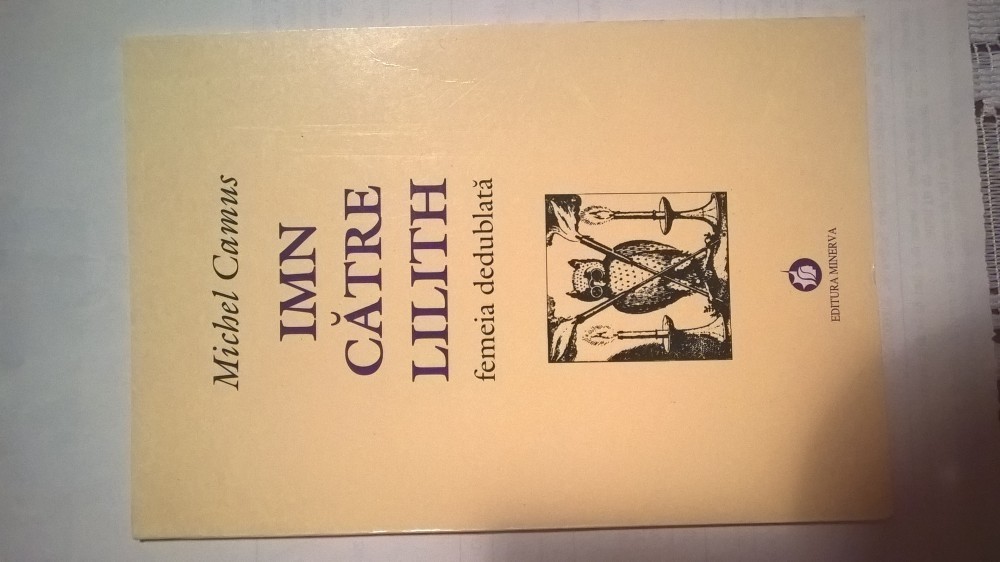 Michel Camus
IMN
CĂTRE
LILITH
femeia dedublată
EDITURA MINERVA